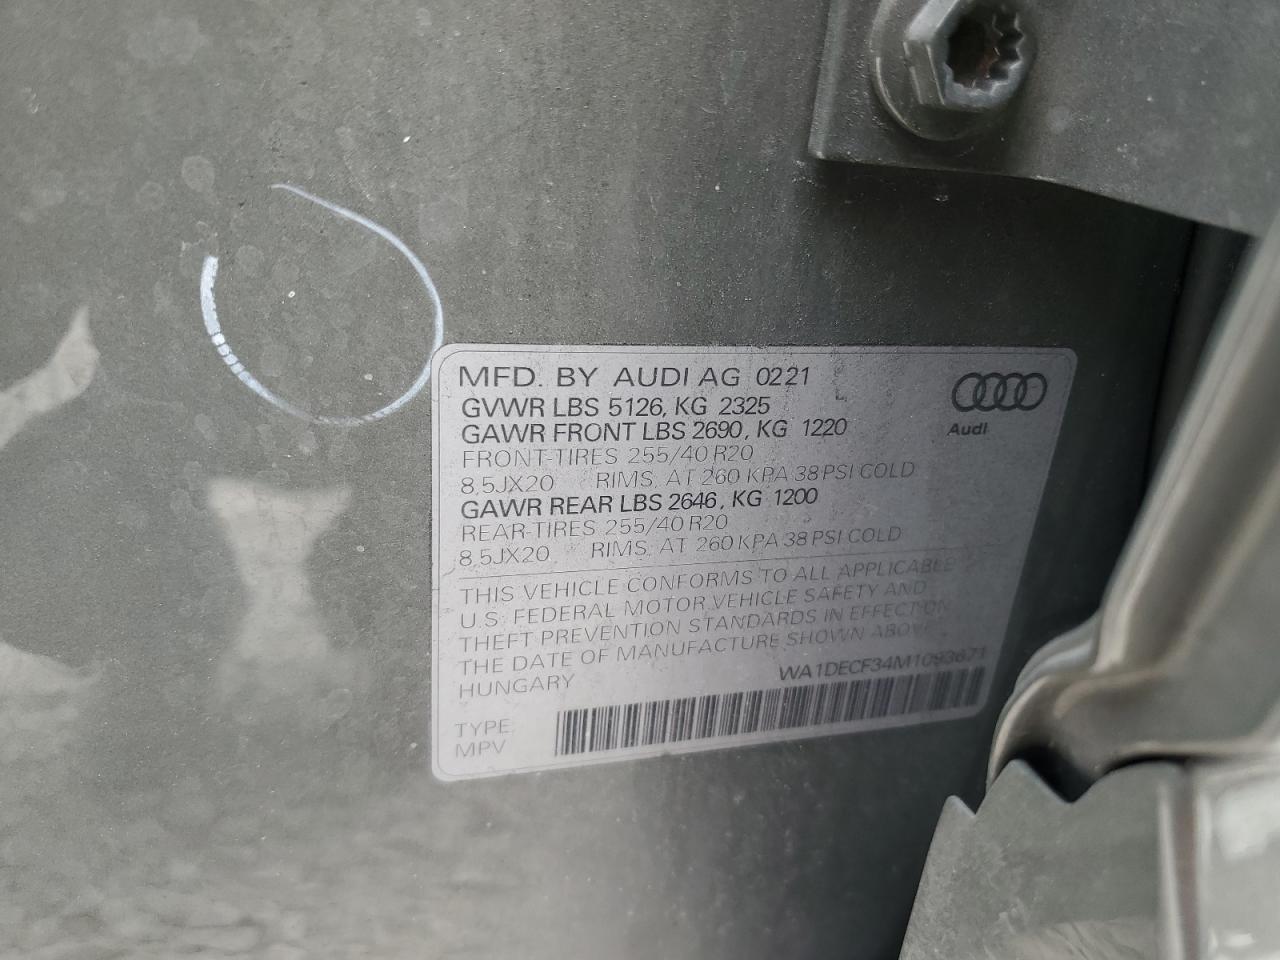 MFD. BY AUDI AG 0221
GVWR LBS 5126, KG 2325
GAWR FRONT LBS 2690, KG 1220
Audi
FRONT-TIRES 255/40 R20
8,5JX20 RIMS, AT 260 KPA 38 PSI COLD
GAWR REAR LBS 2646, KG 1200
REAR-TIRES 255/40 R20
8,5JX20 RIMS, AT 260 KPA 38 PSI COLD
THIS VEHICLE CONFORMS TO ALL APPLICABLE
U.S. FEDERAL MOTOR VEHICLE SAFETY AND
THEFT PREVENTION STANDARDS IN EFFECT ON
THE DATE OF MANUFACTURE SHOWN ABOVE
HUNGARY
WA1DECF34M1093671
TYPE:
MPV